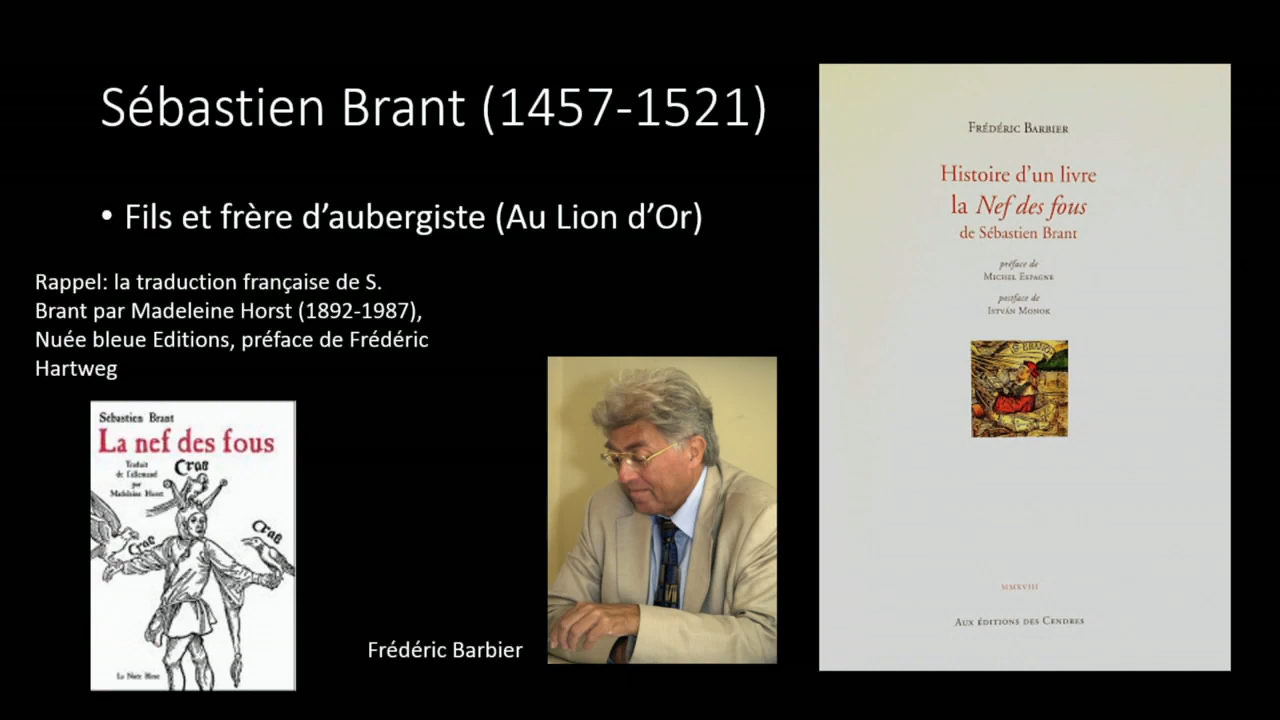 Sébastien Brant (1457-1521)
• Fils et frère d’aubergiste (Au Lion d’Or)
Rappel: la traduction française de S.
Brant par Madeleine Horst (1892-1987),
Nuée bleue Editions, préface de Frédéric
Hartweg
Sébastien Brant
La nef des fous
Traduit
de l'allemand
par
Madeleine Horst
Cras
Cras
Cras
La Nuée Bleue
Frédéric Barbier
Frédéric Barbier
Histoire d’un livre
la Nef des fous
de Sébastien Brant
préface de
Michel Espagne
postface de
István Monok
MMXVIII
Aux éditions des Cendres